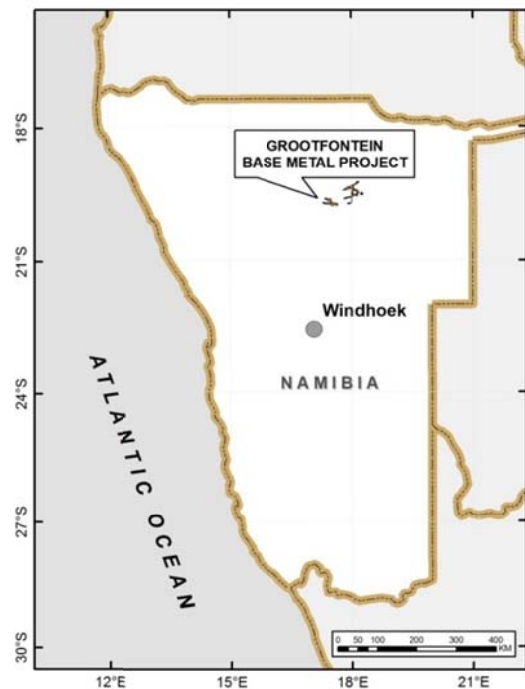 18°S
GROOTFONTEIN
BASE METAL PROJECT
21°S
Windhoek
NAMIBIA
24°S
ATLANTIC OCEAN
27°S
30°S
0 50 100 200 300 400
KM
12°E 15°E 18°E 21°E